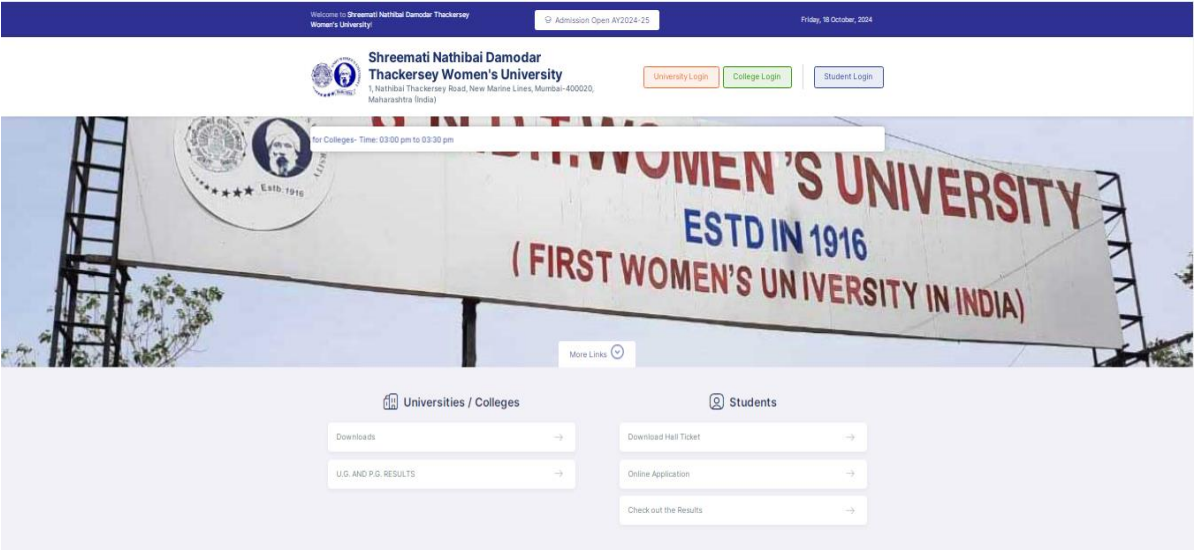 Welcome to Shreemati Nathibai Damodar Thackersey
Women's University!
Admission Open AY2024-25
Friday, 18 October, 2024
Shreemati Nathibai Damodar
Thackersey Women's University
1, Nathibai Thackersey Road, New Marine Lines, Mumbai-400020,
Maharashtra (India)
University Login
College Login
Student Login
for Colleges- Time: 03:00 pm to 03:30 pm
WOMEN'S UNIVERSITY
Estb. 1916
ESTD IN 1916
( FIRST WOMEN'S UNIVERSITY IN INDIA)
More Links
Universities / Colleges
Downloads
U.G. AND P.G. RESULTS
Students
Download Hall Ticket
Online Application
Check out the Results